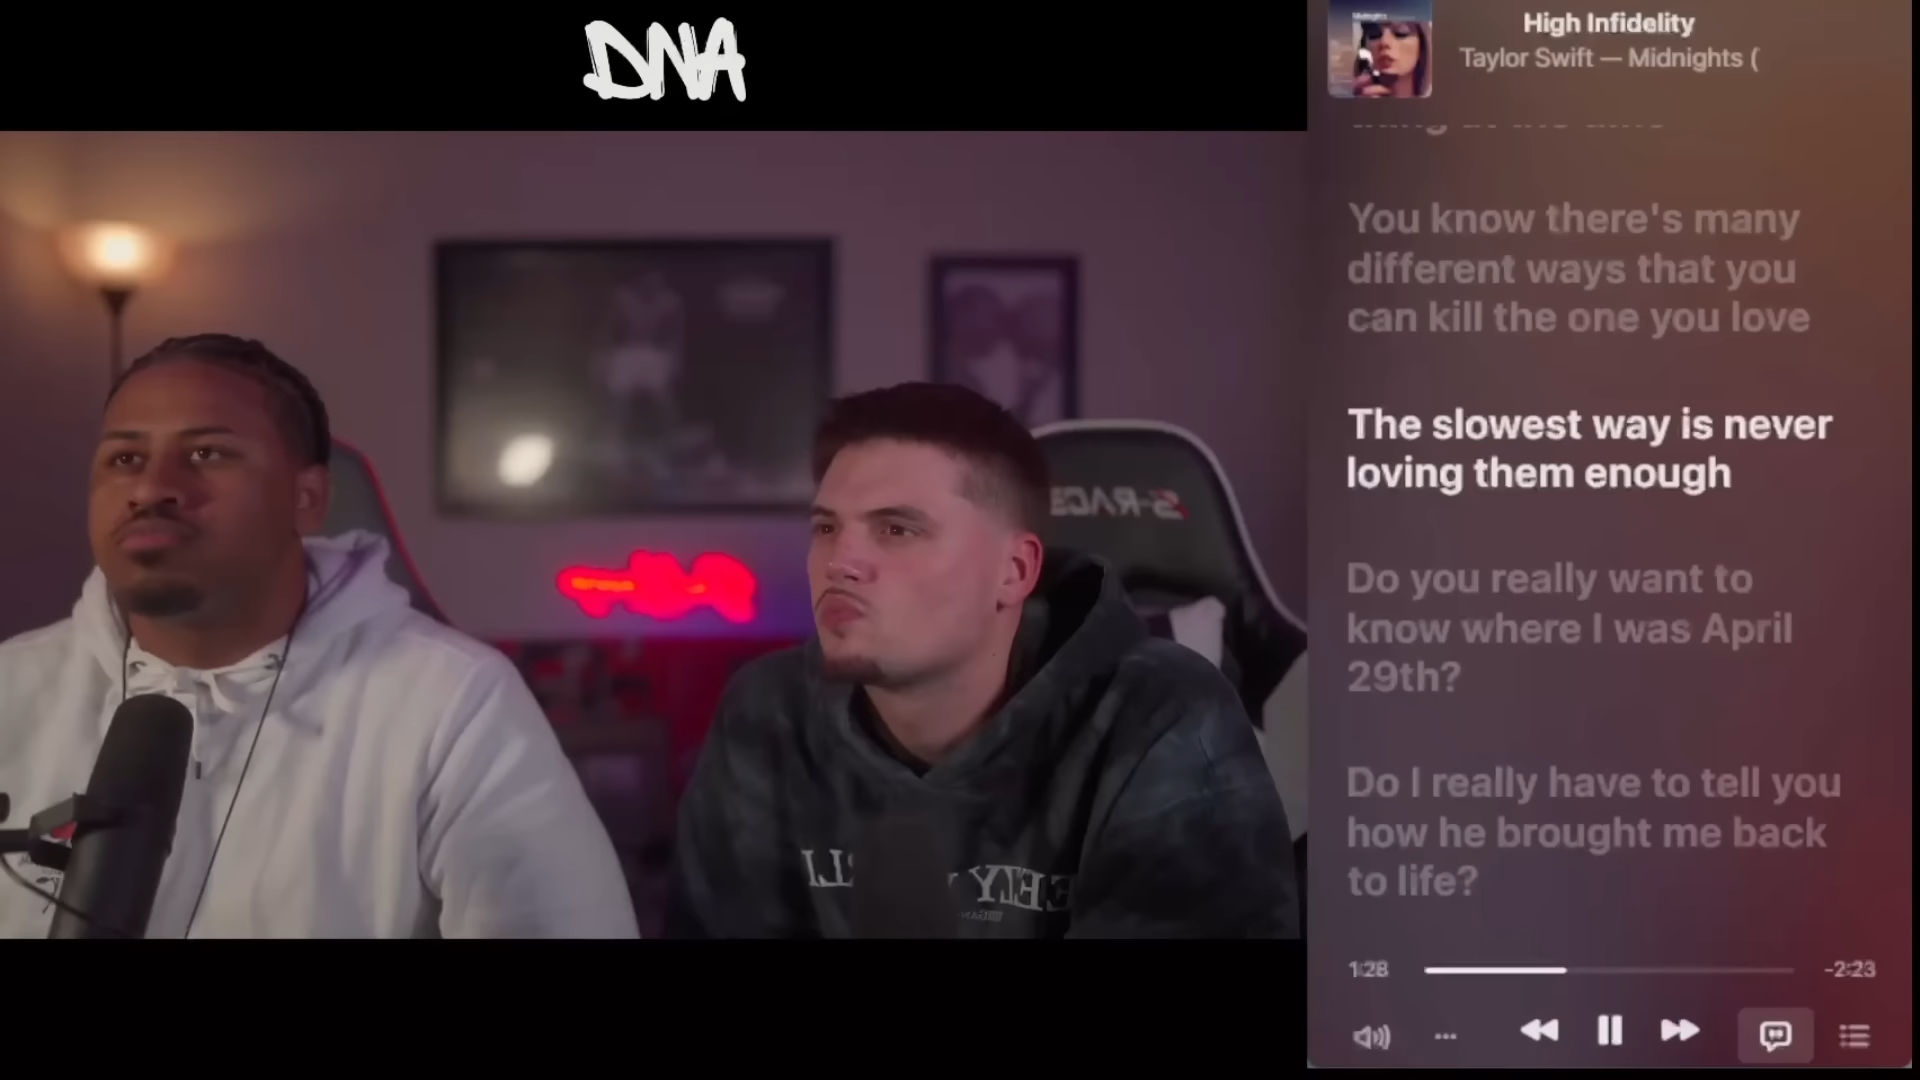 DNA
High Infidelity
Taylor Swift — Midnights (
You know there's many
different ways that you
can kill the one you love
The slowest way is never
loving them enough
Do you really want to
know where I was April
29th?
Do I really have to tell you
how he brought me back
to life?
1:28
-2:23
S-RACE